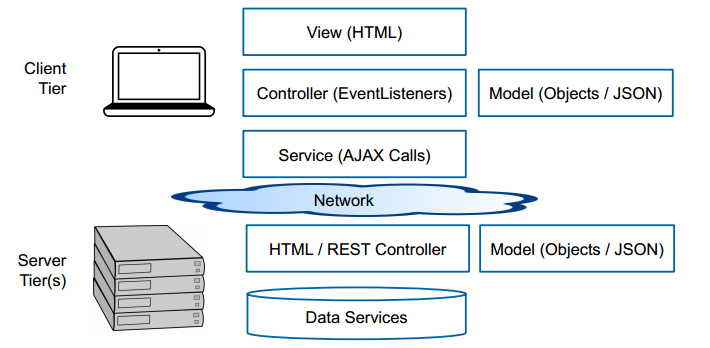 View (HTML)
Client
Tier
Controller (EventListeners)
Model (Objects / JSON)
Service (AJAX Calls)
Network
Server
Tier(s)
HTML / REST Controller
Model (Objects / JSON)
Data Services